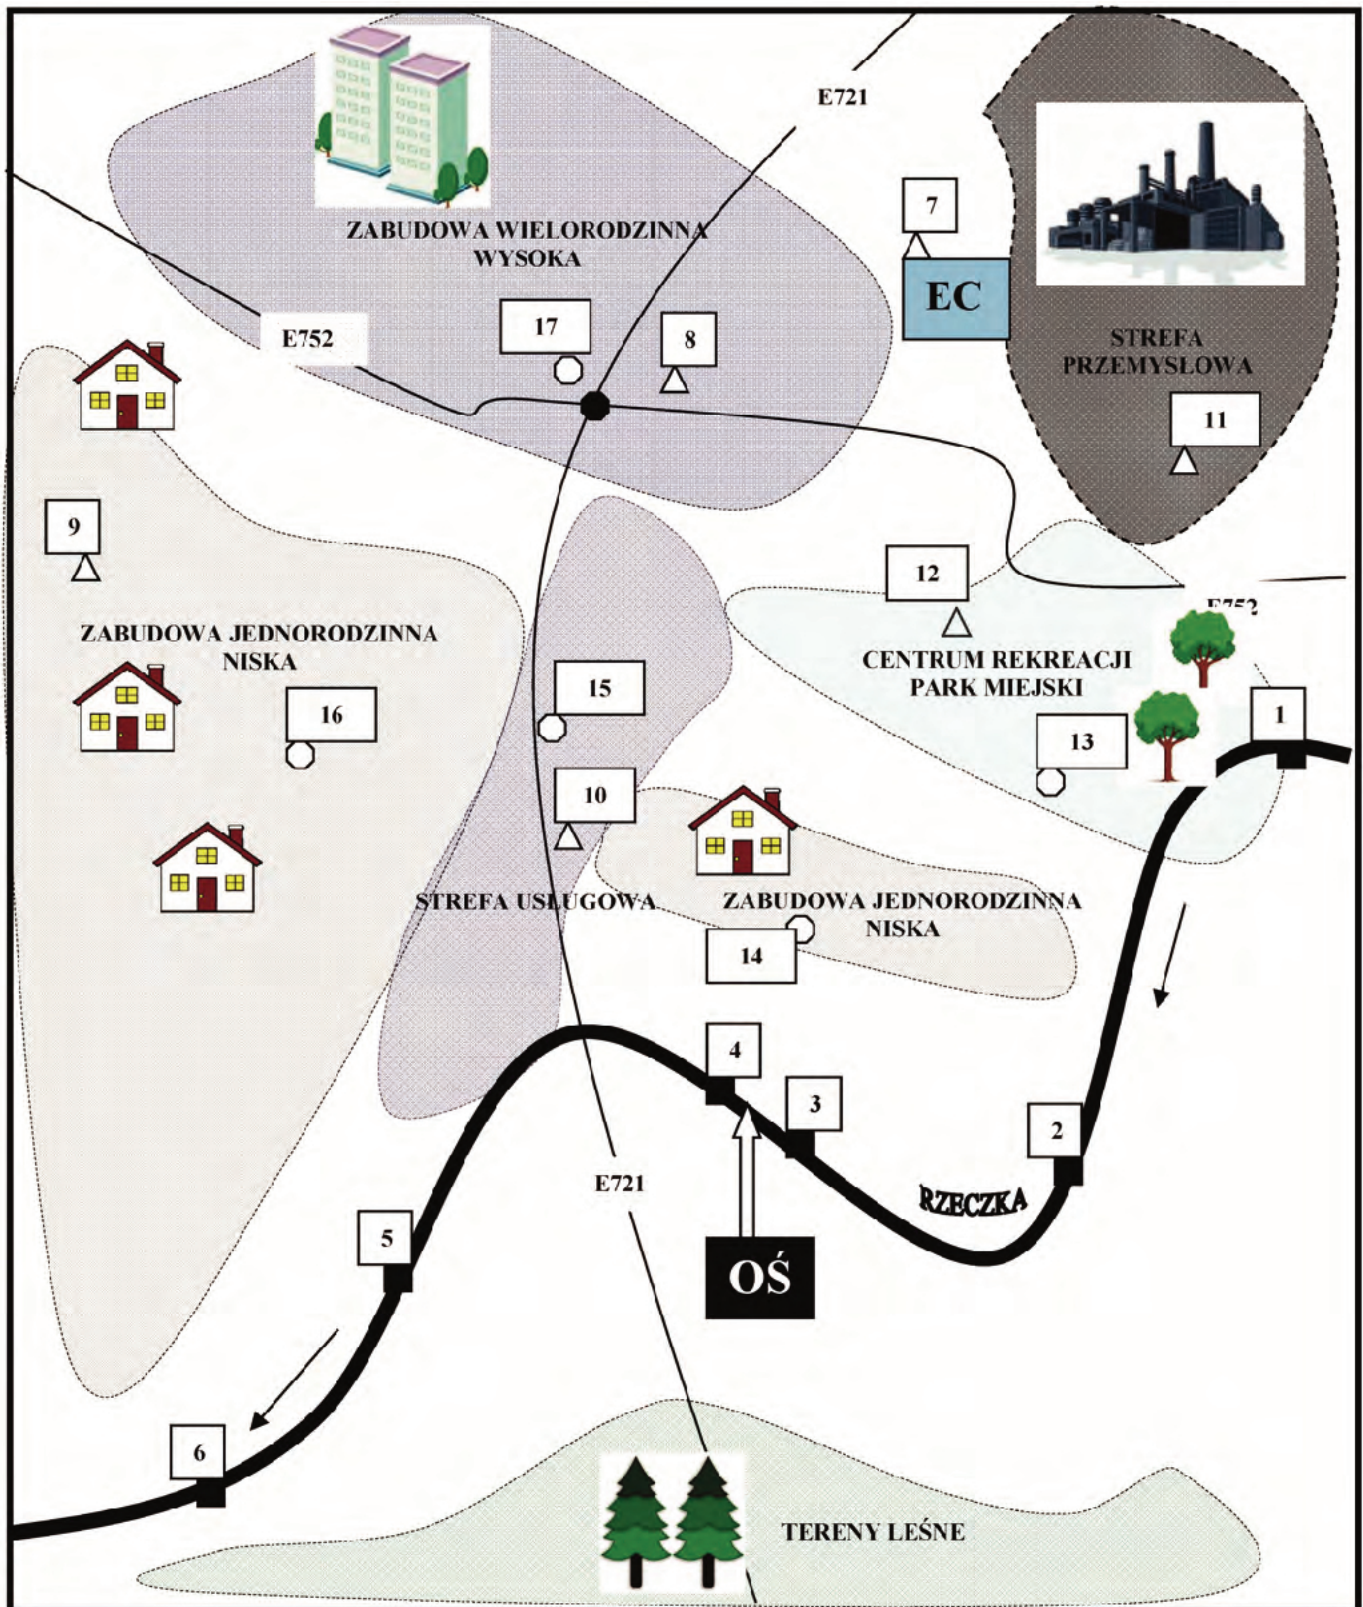 E721
7
ZABUDOWA WIELORODZINNA
WYSOKA
EC
17
8
E752
STREFA
PRZEMYSŁOWA
11
9
12
E752
ZABUDOWA JEDNORODZINNA
NISKA
CENTRUM REKREACJI
PARK MIEJSKI
15
16
1
13
10
STREFA USŁUGOWA
ZABUDOWA JEDNORODZINNA
NISKA
14
4
3
2
E721
RZECZKA
5
OŚ
6
TERENY LEŚNE